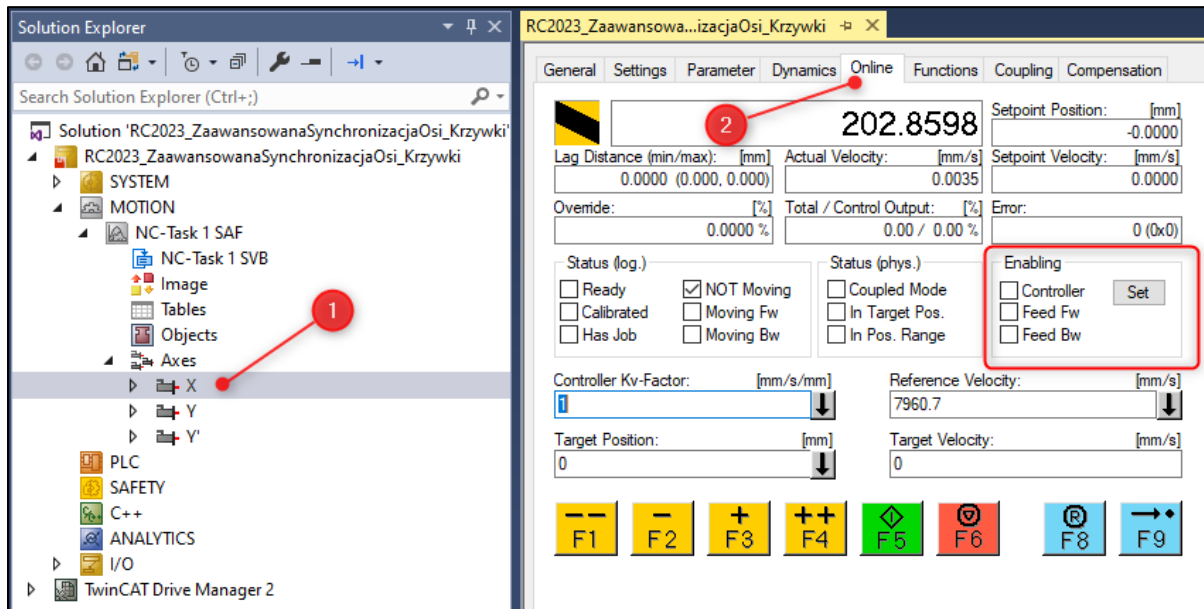 Solution Explorer
Search Solution Explorer (Ctrl+;)
Solution 'RC2023_ZaawansowanaSynchronizacjaOsi_Krzywki'
RC2023_ZaawansowanaSynchronizacjaOsi_Krzywki
SYSTEM
MOTION
NC-Task 1 SAF
NC-Task 1 SVB
Image
Tables
Objects
1
Axes
X
Y
Y'
PLC
SAFETY
C++
ANALYTICS
I/O
TwinCAT Drive Manager 2
RC2023_Zaawansowa...izacjaOsi_Krzywki
General Settings Parameter Dynamics Online Functions Coupling Compensation
2
202.8598
Setpoint Position: [mm]
-0.0000
Lag Distance (min/max): [mm] Actual Velocity: [mm/s] Setpoint Velocity: [mm/s]
0.0000 (0.000, 0.000) 0.0035 0.0000
Override: [%] Total / Control Output: [%] Error:
0.0000 % 0.00 / 0.00 % 0 (0x0)
Status (log.) Status (phys.) Enabling
Ready NOT Moving Coupled Mode Controller Set
Calibrated Moving Fw In Target Pos. Feed Fw
Has Job Moving Bw In Pos. Range Feed Bw
Controller Kv-Factor: [mm/s/mm] Reference Velocity: [mm/s]
1 7960.7
Target Position: [mm] Target Velocity: [mm/s]
0 0
-- - + ++ R
F1 F2 F3 F4 F5 F6 F8 F9